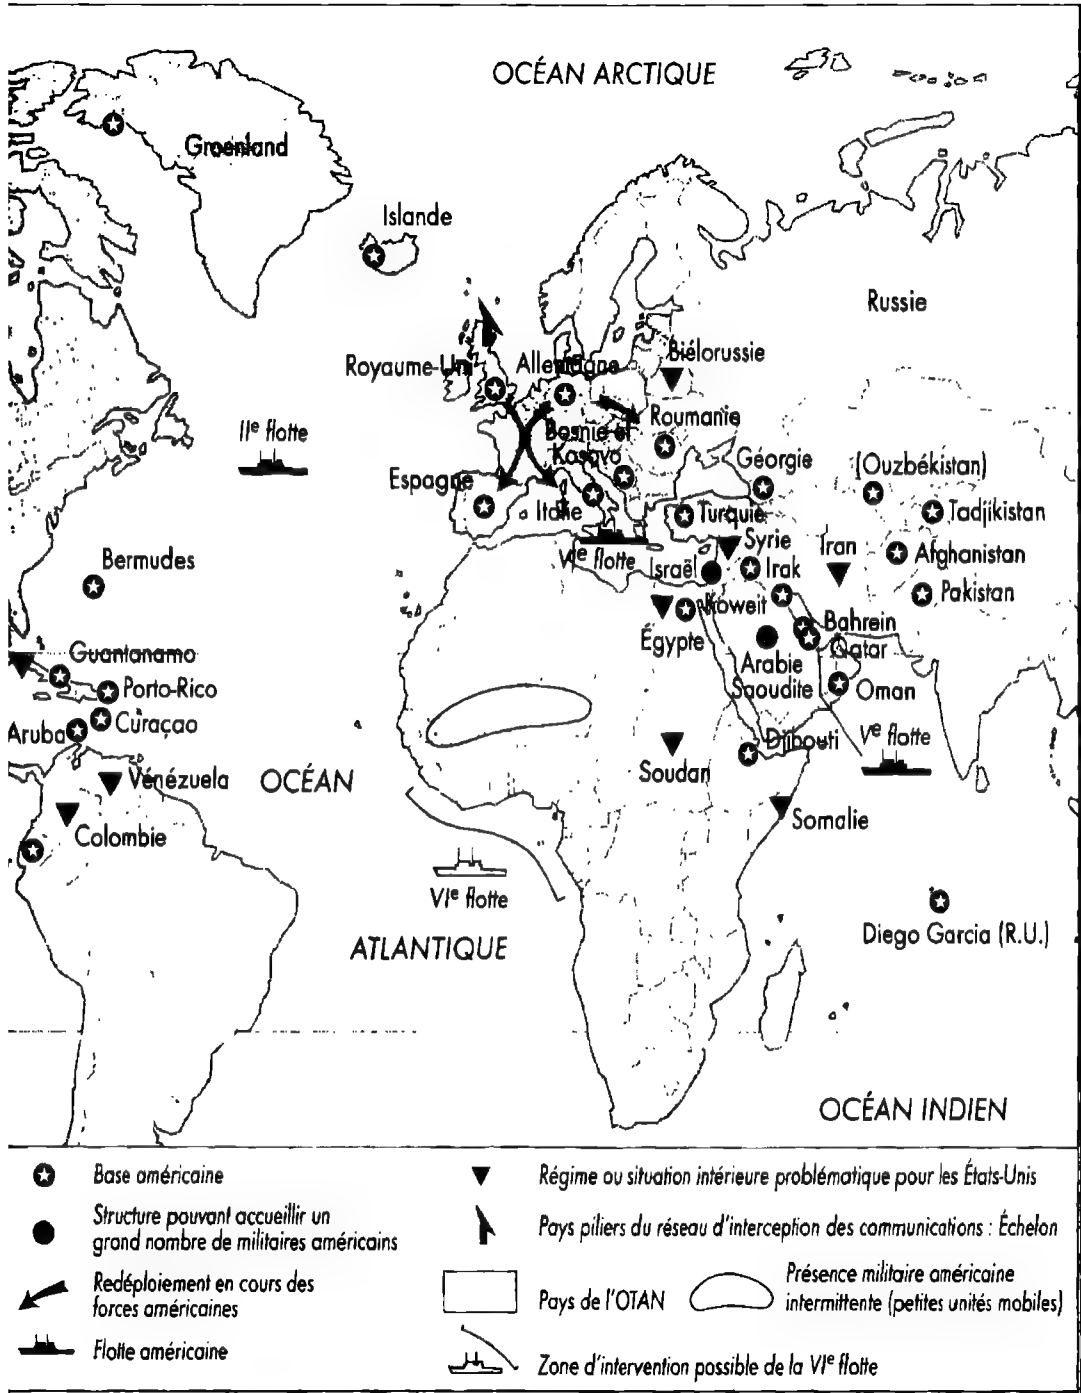 OCÉAN ARCTIQUE
Groenland
Islande
Russie
Royaume-Uni
Allemagne
Biélorussie
Roumanie
IIe flotte
Bosnie et
Kosovo
Géorgie
(Ouzbékistan)
Espagne
Italie
Turquie
Tadjikistan
VIe flotte
Syrie
Iran
Afghanistan
Bermudes
Israël
Irak
Pakistan
Koweit
Bahrein
Égypte
Qatar
Guantanamo
Arabie
Saoudite
Oman
Porto-Rico
Curaçao
Aruba
Djibouti
Ve flotte
Soudan
Vénézuela
OCÉAN
Somalie
Colombie
VIe flotte
Diego Garcia (R.U.)
ATLANTIQUE
OCÉAN INDIEN
Base américaine
Structure pouvant accueillir un
grand nombre de militaires américains
Redéploiement en cours des
forces américaines
Flotte américaine
Régime ou situation intérieure problématique pour les États-Unis
Pays piliers du réseau d'interception des communications : Échelon
Pays de l'OTAN
Présence militaire américaine
intermittente (petites unités mobiles)
Zone d'intervention possible de la VIe flotte